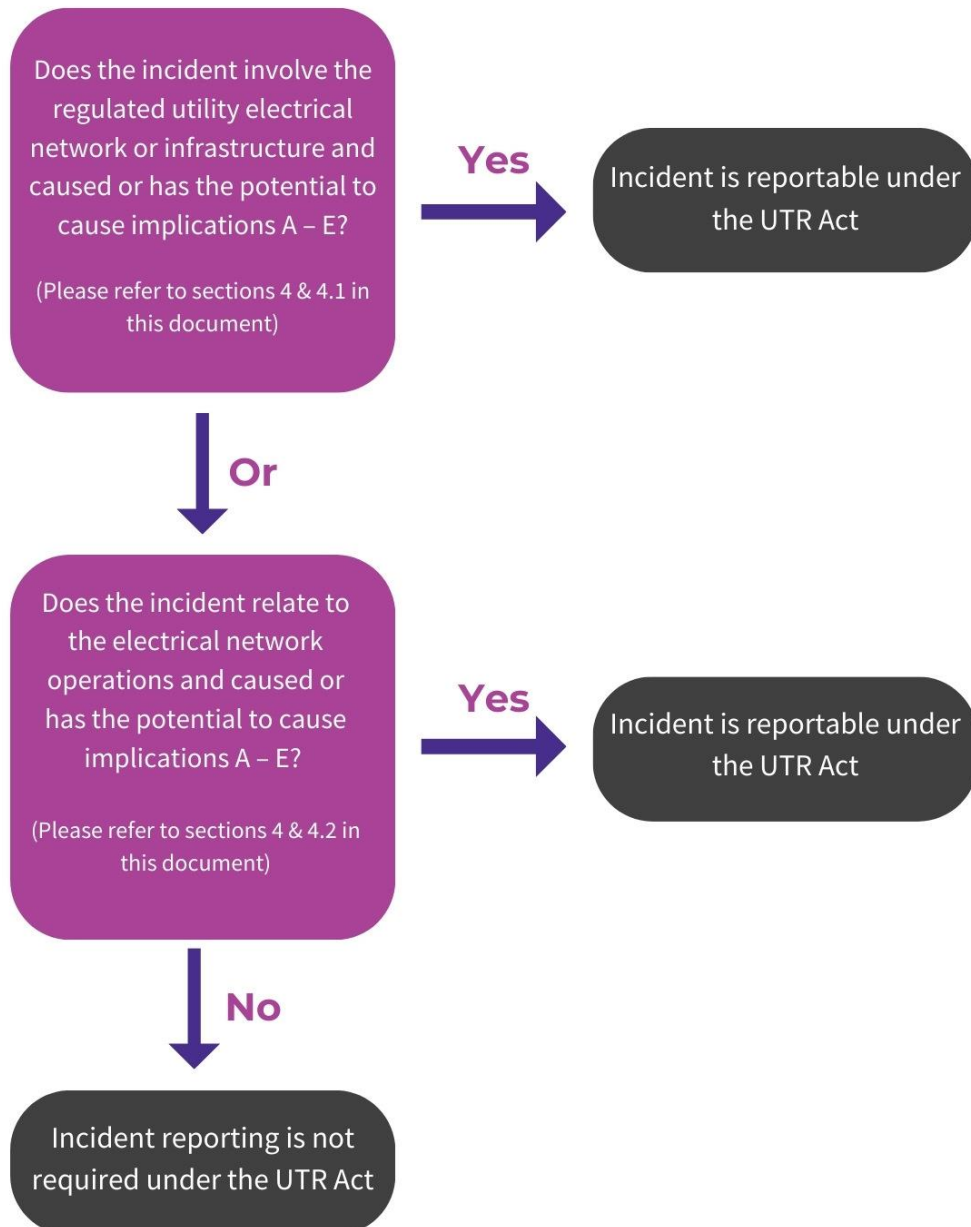 Does the incident involve the
regulated utility electrical
network or infrastructure and
caused or has the potential to
cause implications A – E?
(Please refer to sections 4 & 4.1 in
this document)
Yes
Incident is reportable under
the UTR Act
Or
Does the incident relate to
the electrical network
operations and caused or
has the potential to cause
implications A – E?
(Please refer to sections 4 & 4.2 in
this document)
Yes
Incident is reportable under
the UTR Act
No
Incident reporting is not
required under the UTR Act